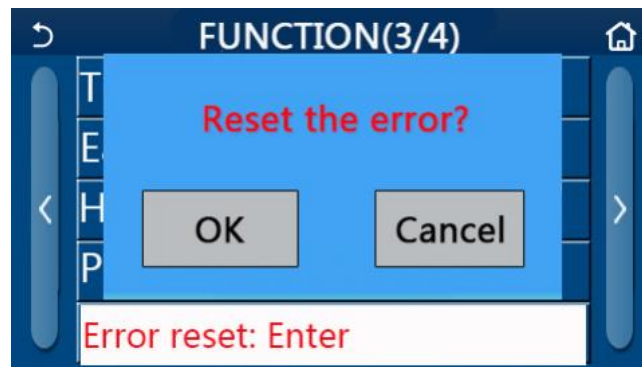 FUNCTION(3/4)
T
Reset the error?
E
H
OK
Cancel
P
Error reset: Enter